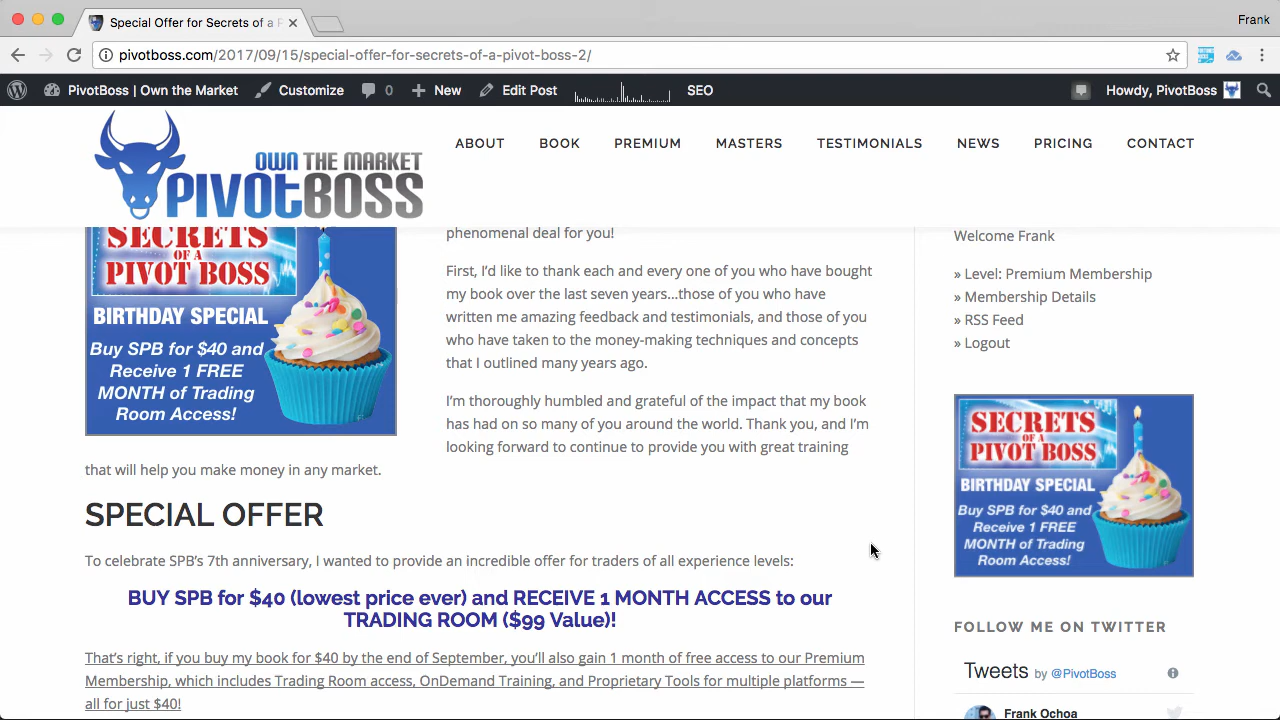 Special Offer for Secrets of a
Frank
pivotboss.com/2017/09/15/special-offer-for-secrets-of-a-pivot-boss-2/
PivotBoss | Own the Market
Customize
0
New
Edit Post
SEO
Howdy, PivotBoss
OWN THE MARKET
PIVOTBOSS
ABOUT
BOOK
PREMIUM
MASTERS
TESTIMONIALS
NEWS
PRICING
CONTACT
SECRETS
OF A
PIVOT BOSS
BIRTHDAY SPECIAL
Buy SPB for $40 and
Receive 1 FREE
MONTH of Trading
Room Access!
phenomenal deal for you!
First, I'd like to thank each and every one of you who have bought
my book over the last seven years...those of you who have
written me amazing feedback and testimonials, and those of you
who have taken to the money-making techniques and concepts
that I outlined many years ago.
I'm thoroughly humbled and grateful of the impact that my book
has had on so many of you around the world. Thank you, and I'm
looking forward to continue to provide you with great training
that will help you make money in any market.
SPECIAL OFFER
To celebrate SPB's 7th anniversary, I wanted to provide an incredible offer for traders of all experience levels:
BUY SPB for $40 (lowest price ever) and RECEIVE 1 MONTH ACCESS to our
TRADING ROOM ($99 Value)!
That's right, if you buy my book for $40 by the end of September, you'll also gain 1 month of free access to our Premium
Membership, which includes Trading Room access, OnDemand Training, and Proprietary Tools for multiple platforms —
all for just $40!
Welcome Frank
» Level: Premium Membership
» Membership Details
» RSS Feed
» Logout
SECRETS
OF A
PIVOT BOSS
BIRTHDAY SPECIAL
Buy SPB for $40 and
Receive 1 FREE
MONTH of Trading
Room Access!
FOLLOW ME ON TWITTER
Tweets by @PivotBoss
Frank Ochoa